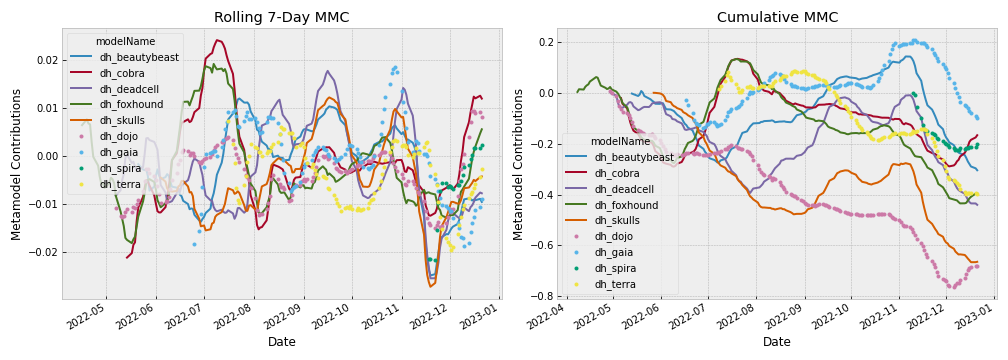 Rolling 7-Day MMC
Metamodel Contributions
0.02
0.01
0.00
−0.01
−0.02
modelName
dh_beautybeast
dh_cobra
dh_deadcell
dh_foxhound
dh_skulls
dh_dojo
dh_gaia
dh_spira
dh_terra
2022-05
2022-06
2022-07
2022-08
2022-09
2022-10
2022-11
2022-12
2023-01
Date
Cumulative MMC
Metamodel Contributions
0.2
0.0
−0.2
−0.4
−0.6
−0.8
modelName
dh_beautybeast
dh_cobra
dh_deadcell
dh_foxhound
dh_skulls
dh_dojo
dh_gaia
dh_spira
dh_terra
2022-04
2022-05
2022-06
2022-07
2022-08
2022-09
2022-10
2022-11
2022-12
2023-01
Date